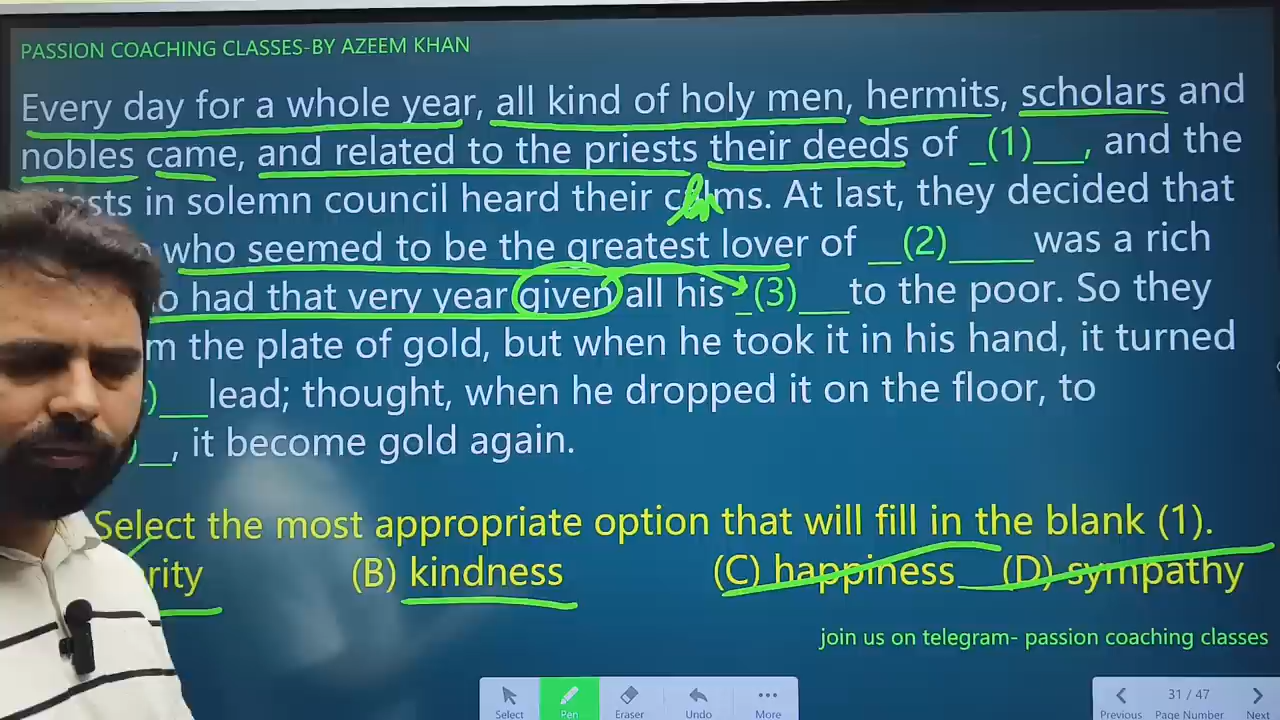 PASSION COACHING CLASSES-BY AZEEM KHAN
Every day for a whole year, all kind of holy men, hermits, scholars and
nobles came, and related to the priests their deeds of _(1)___, and the
in solemn council heard their At last, they decided that
who seemed to be the greatest lover of __(2)_____ was a rich
had that very year given all his _(3)___ to the poor. So they
the plate of gold, but when he took it in his hand, it turned
)___lead; thought, when he dropped it on the floor, to
)__, it become gold again.
Select the most appropriate option that will fill in the blank (1).
(B) kindness (C) happiness (D) sympathy
join us on telegram- passion coaching classes
Select Pen Eraser Undo More
31 / 47
Previous Page Number Next